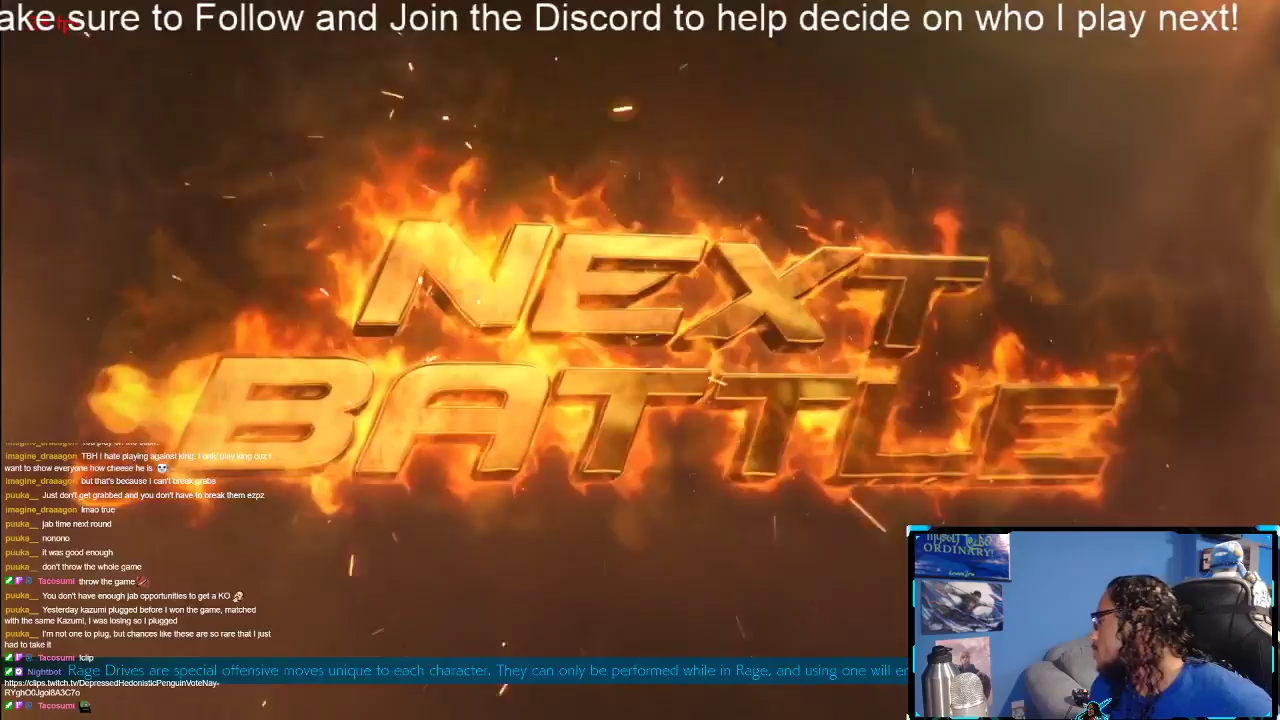 ake sure to Follow and Join the Discord to help decide on who I play next!
NEXT
BATTLE
imagine_draaagon TBH I hate playing against king. I only play king cuz I
want to show everyone how cheese he is
imagine_draaagon but that's because I can't break grabs
puuka__ Just don't get grabbed and you don't have to break them ezpz
imagine_draaagon lmao true
puuka__ jab time next round
puuka__ nonono
puuka__ it was good enough
puuka__ don't throw the whole game
Tacosumi throw the game
puuka__ You don't have enough jab opportunities to get a KO
puuka__ Yesterday kazumi plugged before I won the game, matched
with the same Kazumi, I was losing so I plugged
puuka__ I'm not one to plug, but chances like these are so rare that I just
had to take it
Tacosumi !clip
Nightbot
Rage Drives are special offensive moves unique to each character. They can only be performed while in Rage, and using one will en
https://clips.twitch.tv/DepressedHedonisticPenguinVoteNay-
RYghO0Jgol8A3C7o
Tacosumi
MYSELF TO BE
ORDINARY!